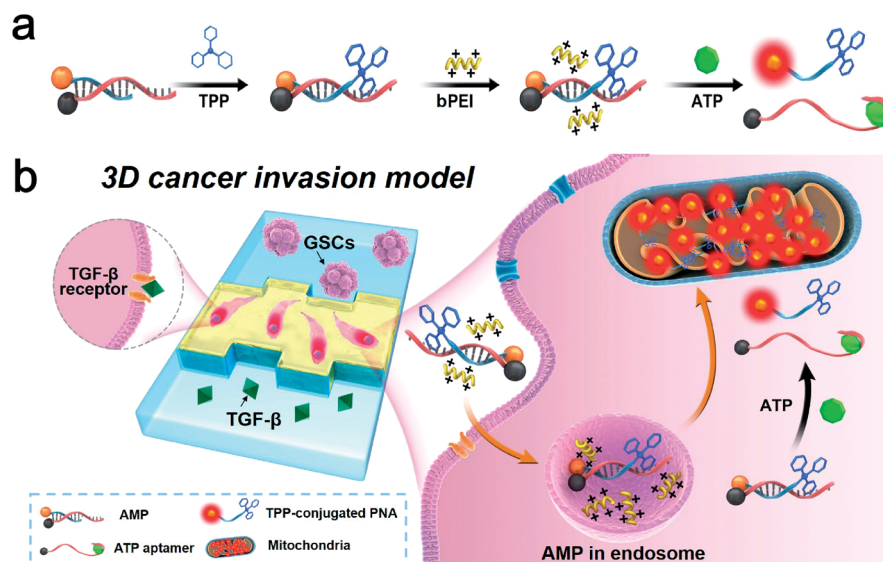 a
TPP
bPEI
ATP
b
3D cancer invasion model
GSCs
TGF-β
receptor
TGF-β
ATP
AMP in endosome
AMP
TPP-conjugated PNA
ATP aptamer
Mitochondria